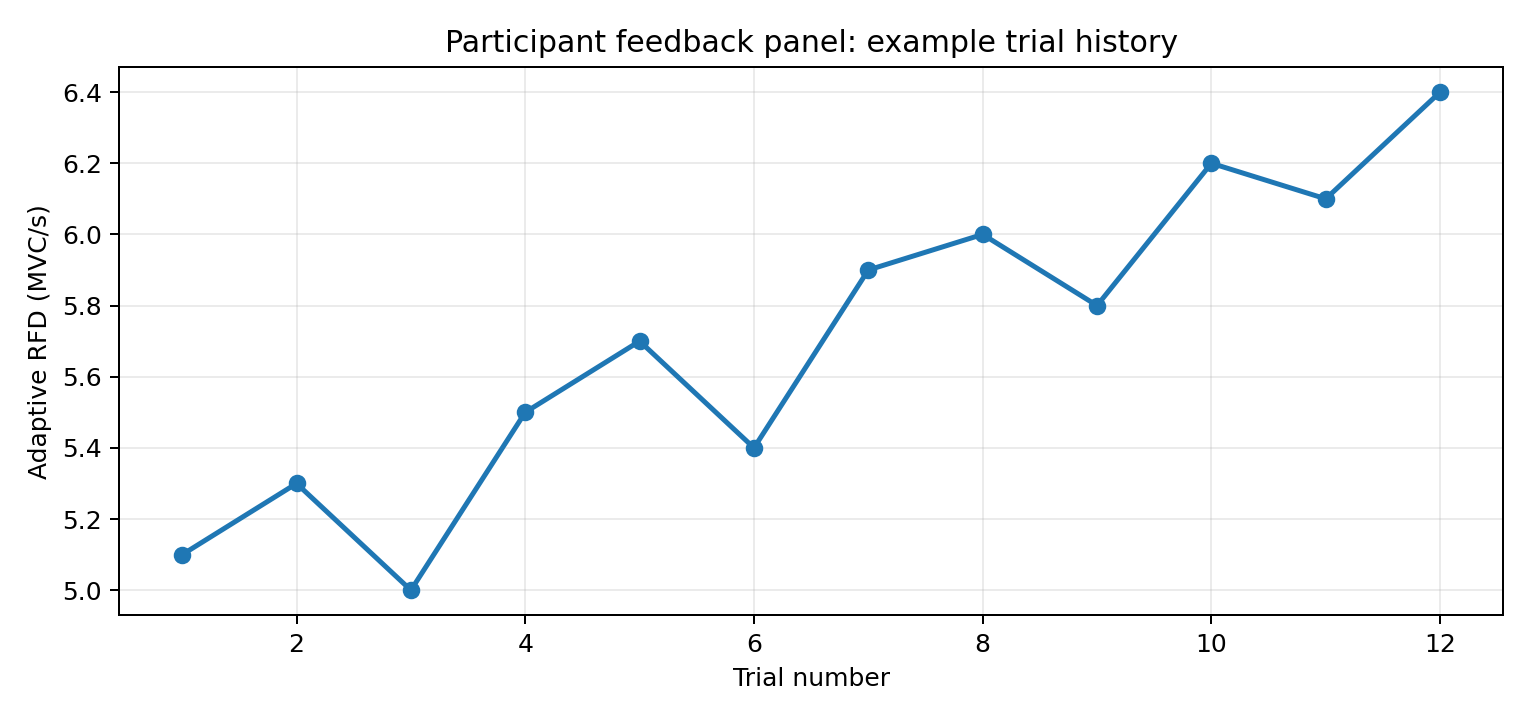 Participant feedback panel: example trial history
Adaptive RFD (MVC/s)
6.4
6.2
6.0
5.8
5.6
5.4
5.2
5.0
2 4 6 8 10 12
Trial number